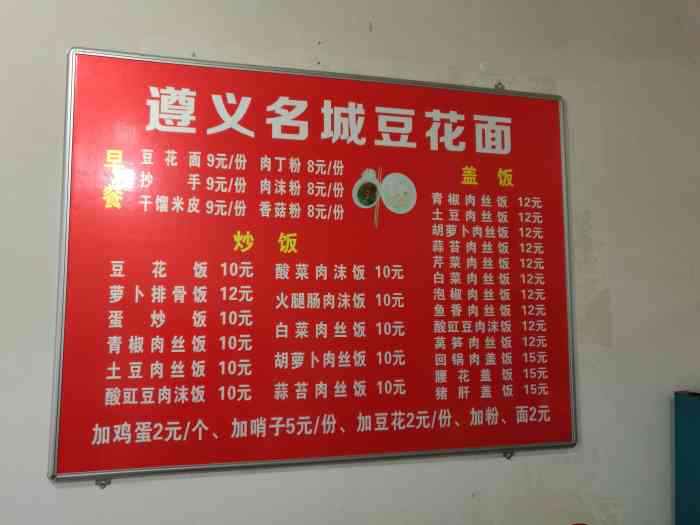 遵义名城豆花面
早餐
豆花面 9元/份 肉丁粉 8元/份
抄手 9元/份 肉沫粉 8元/份
干馏米皮 9元/份 香菇粉 8元/份
炒饭
豆花饭 10元 酸菜肉沫饭 10元
萝卜排骨饭 12元 火腿肠肉沫饭 10元
蛋炒饭 10元
青椒肉丝饭 10元 白菜肉丝饭 10元
土豆肉丝饭 10元 胡萝卜肉丝饭 10元
酸豇豆肉沫饭 10元 蒜苔肉丝饭 10元
盖饭
青椒肉丝饭 12元
土豆肉丝饭 12元
胡萝卜肉丝饭 12元
蒜苔肉丝饭 12元
芹菜肉丝饭 12元
白菜肉丝饭 12元
泡椒肉丝饭 12元
鱼香肉丝饭 12元
酸豇豆肉沫饭 12元
莴笋肉丝饭 12元
回锅肉盖饭 15元
腰花盖饭 15元
猪肝盖饭 15元
加鸡蛋2元/个、加哨子5元/份、加豆花2元/份、加粉、面2元